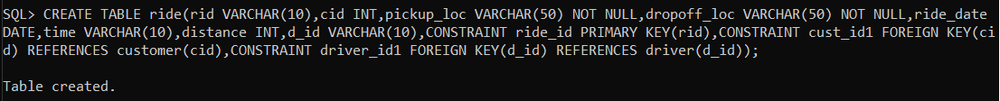 SQL> CREATE TABLE ride(rid VARCHAR(10),cid INT,pickup_loc VARCHAR(50) NOT NULL,dropoff_loc VARCHAR(50) NOT NULL,ride_date
DATE,time VARCHAR(10),distance INT,d_id VARCHAR(10),CONSTRAINT ride_id PRIMARY KEY(rid),CONSTRAINT cust_id1 FOREIGN KEY(ci
d) REFERENCES customer(cid),CONSTRAINT driver_id1 FOREIGN KEY(d_id) REFERENCES driver(d_id));
Table created.